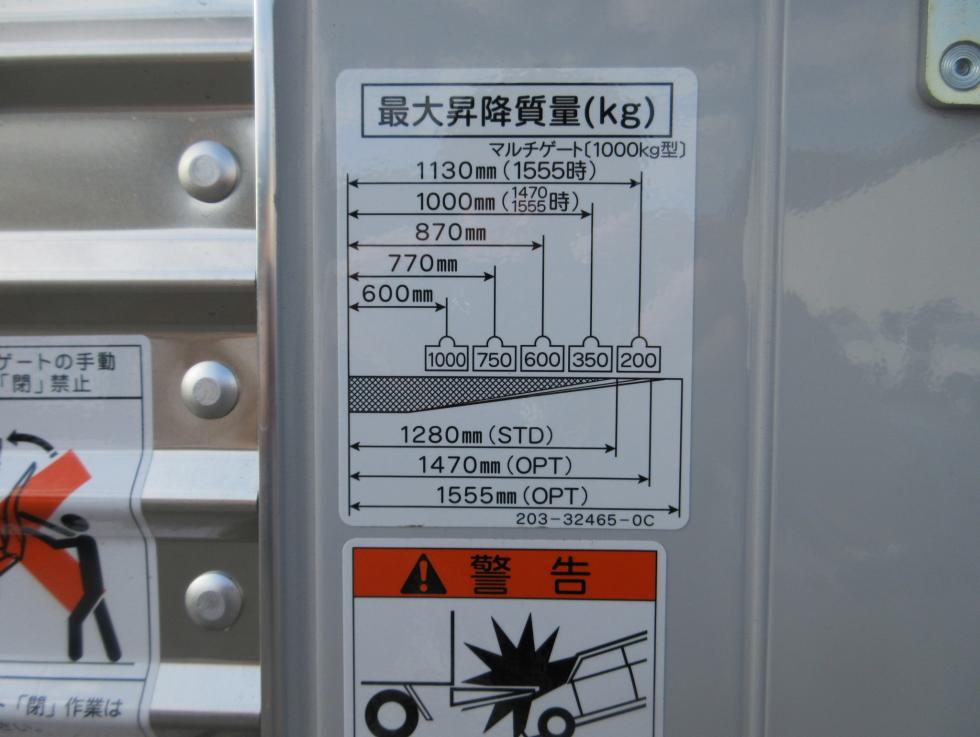 最大昇降質量(kg)
マルチゲート〔1000kg型〕
1130mm(1555時)
1000mm(1470/1555時)
870mm
770mm
600mm
1000 750 600 350 200
1280mm(STD)
1470mm(OPT)
1555mm(OPT)
203-32465-0C
警告
ゲートの手動
「閉」禁止
「閉」作業は